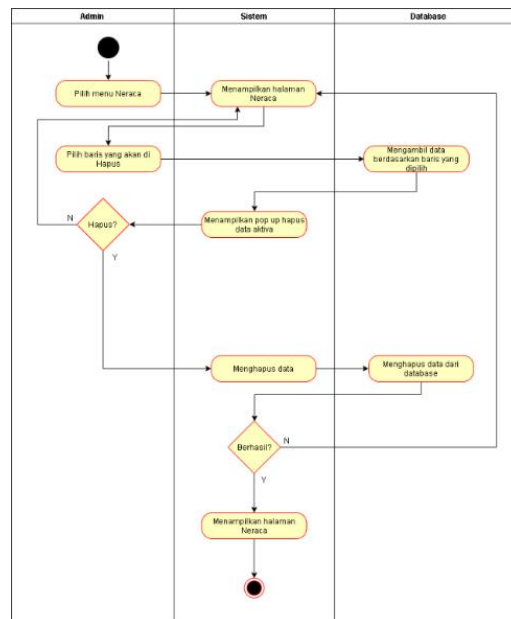 Admin
Sistem
Database
Pilih menu Neraca
Menampilkan halaman
Neraca
Pilih baris yang akan di
Hapus
Mengambil data
berdasarkan baris yang
dipilih
Menampilkan pop up hapus
data aktiva
Hapus?
N
Y
Menghapus data
Menghapus data dari
database
Berhasil?
N
Y
Menampilkan halaman
Neraca